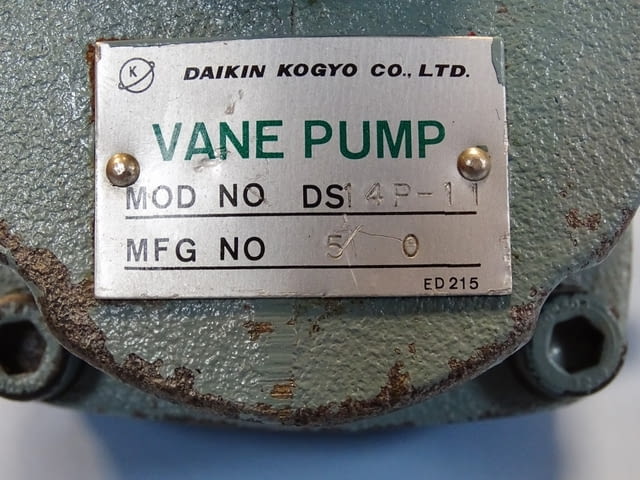 K
DAIKIN KOGYO CO., LTD.
VANE PUMP
MOD NO DS14P-11
MFG NO 5 0
ED215